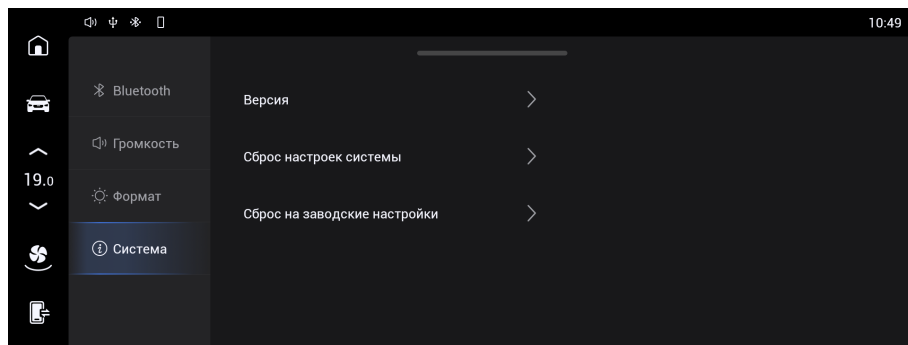 10:49
Bluetooth
Громкость
Формат
Система
19.0
Версия
Сброс настроек системы
Сброс на заводские настройки